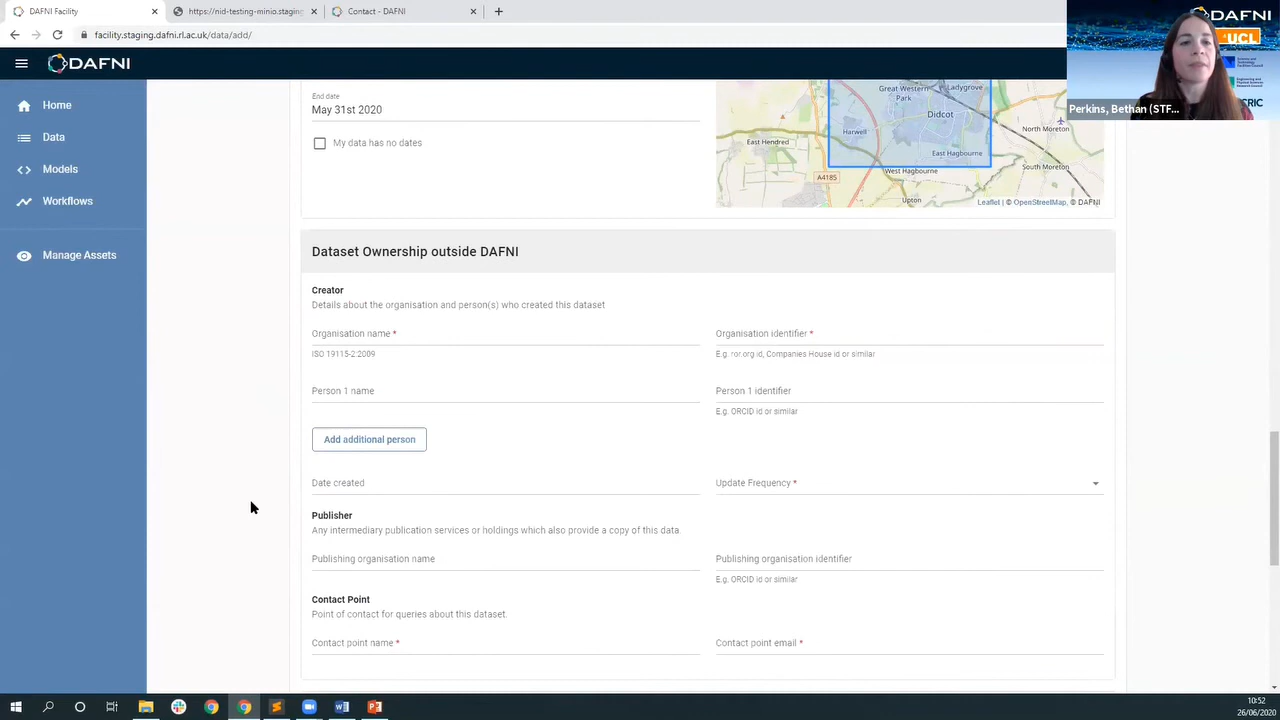 DAFNI Facility
https://nid-testing-minio.staging
Contact - DAFNI
facility.staging.dafni.rl.ac.uk/data/add/
DAFNI
DAFNI
UCL
Perkins, Bethan (STF...
Home
Data
Models
Workflows
Manage Assets
End date
May 31st 2020
My data has no dates
Great Western
Park
Ladygrove
Didcot
Harwell
North Moreton
East Hendred
East Hagbourne
A4185
West Hagbourne
South Moreton
Upton
Leaflet | © OpenStreetMap, © DAFNI
Dataset Ownership outside DAFNI
Creator
Details about the organisation and person(s) who created this dataset
Organisation name *
Organisation identifier *
ISO 19115-2:2009
E.g. ror.org id, Companies House id or similar
Person 1 name
Person 1 identifier
E.g. ORCID id or similar
Add additional person
Date created
Update Frequency *
Publisher
Any intermediary publication services or holdings which also provide a copy of this data.
Publishing organisation name
Publishing organisation identifier
E.g. ORCID id or similar
Contact Point
Point of contact for queries about this dataset.
Contact point name *
Contact point email *
10:52
26/06/2020